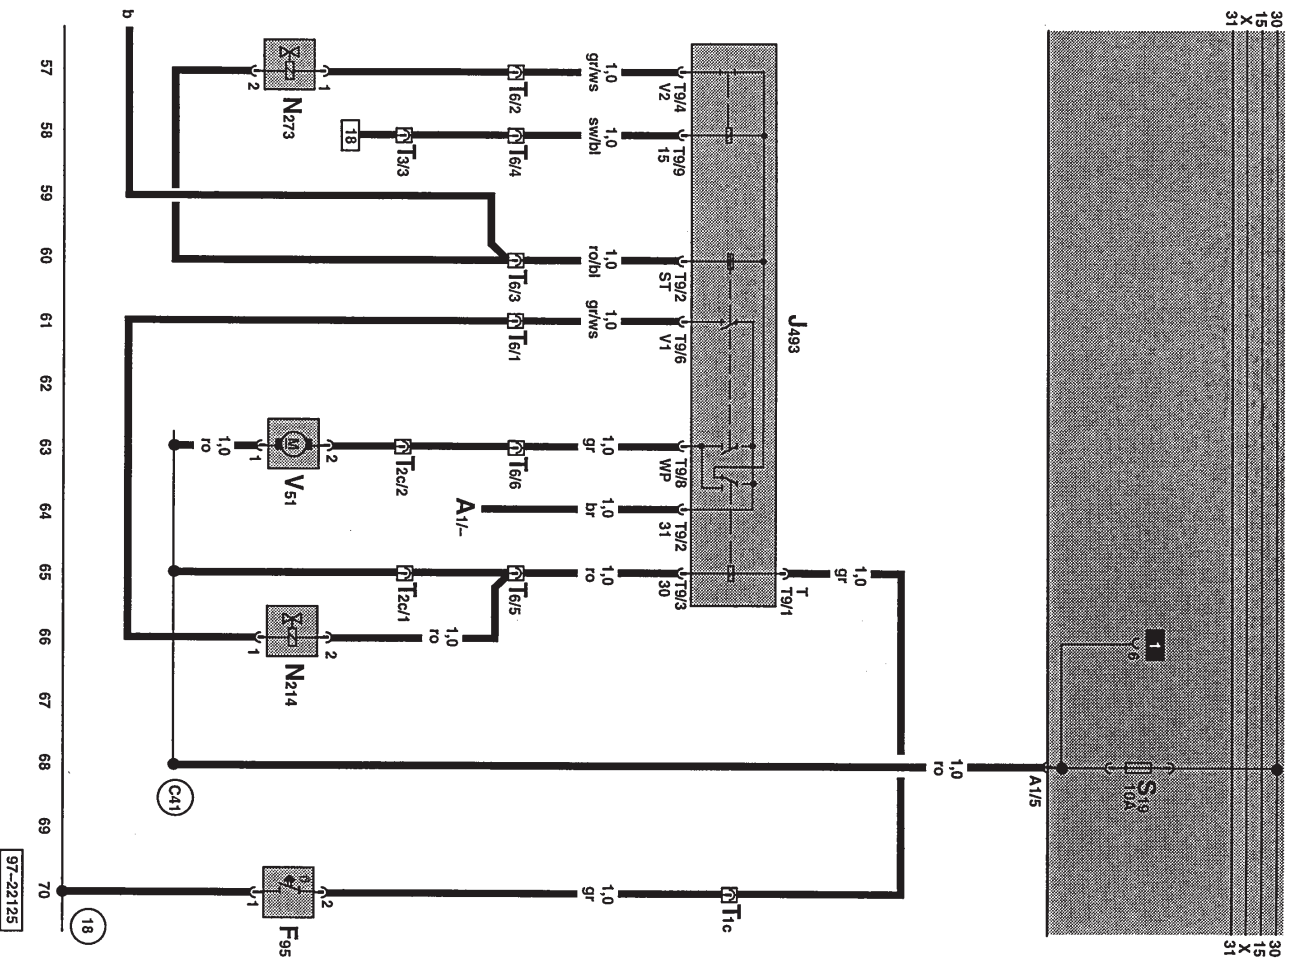 30
15
X
31
30
15
X
31
1
6
S19
10A
A1/5
1,0
ro
J493
T9/4
V2
T9/9
15
T9/2
ST
T9/6
V1
T9/8
WP
T9/2
31
T9/3
30
T
T9/1
1,0
gr
1,0
gr/ws
1,0
sw/bl
1,0
ro/bl
1,0
gr/ws
1,0
gr
1,0
br
1,0
ro
1,0
gr
T6/2
T6/4
T6/3
T6/1
T6/6
T6/5
T1c
T3/3
18
A1/–
T2c/2
T2c/1
1,0
ro
1
2
N273
1,0
ro
M
1
2
V51
1
2
N214
1
2
F95
C41
b
57
58
59
60
61
62
63
64
65
66
67
68
69
70
18
97–22125